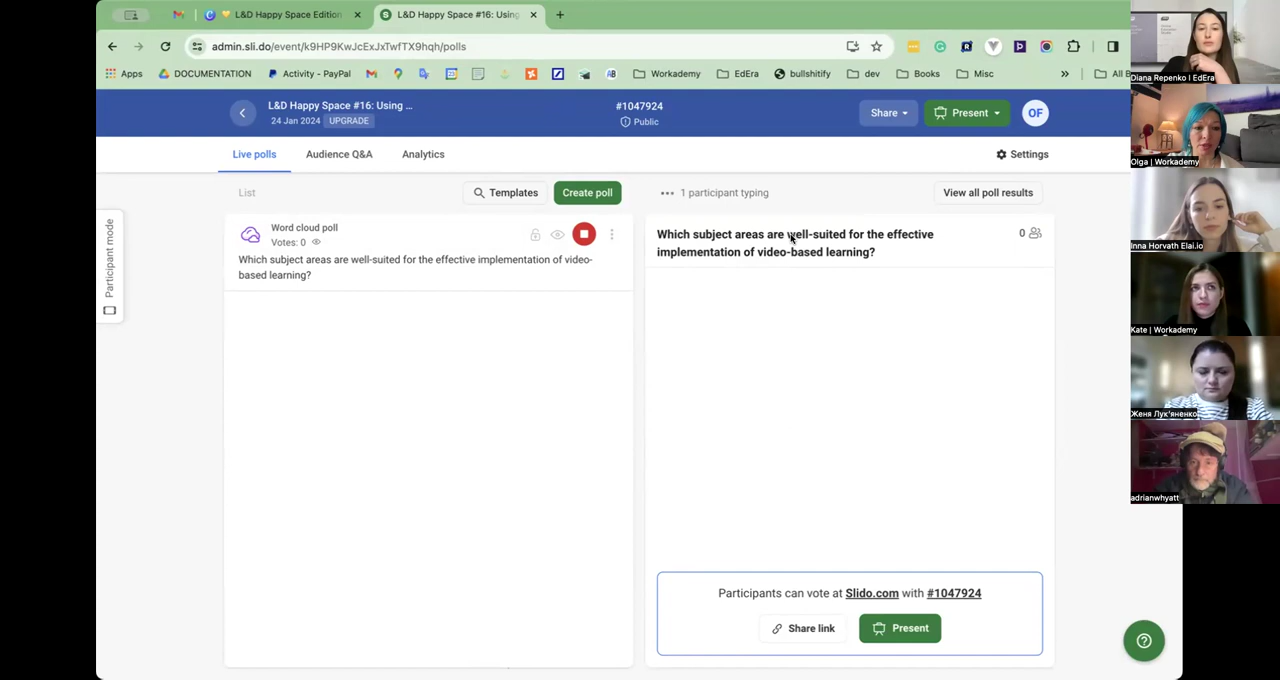 L&D Happy Space Edition
L&D Happy Space #16: Using
admin.sli.do/event/k9HP9KwJcExJxTwfTX9hqh/polls
Apps
DOCUMENTATION
Activity - PayPal
Workademy
EdEra
bullshitify
dev
Books
Misc
»
All B
L&D Happy Space #16: Using ...
24 Jan 2024
UPGRADE
#1047924
Public
Share
Present
OF
Live polls
Audience Q&A
Analytics
Settings
Participant mode
List
Templates
Create poll
1 participant typing
View all poll results
Word cloud poll
Votes: 0
Which subject areas are well-suited for the effective implementation of video-
based learning?
Which subject areas are well-suited for the effective
implementation of video-based learning?
0
Participants can vote at Slido.com with #1047924
Share link
Present
Diana Repenko I EdEra
Olga | Workademy
Inna Horvath Elai.io
Kate | Workademy
Женя Лук'яненко
adrianwhyatt